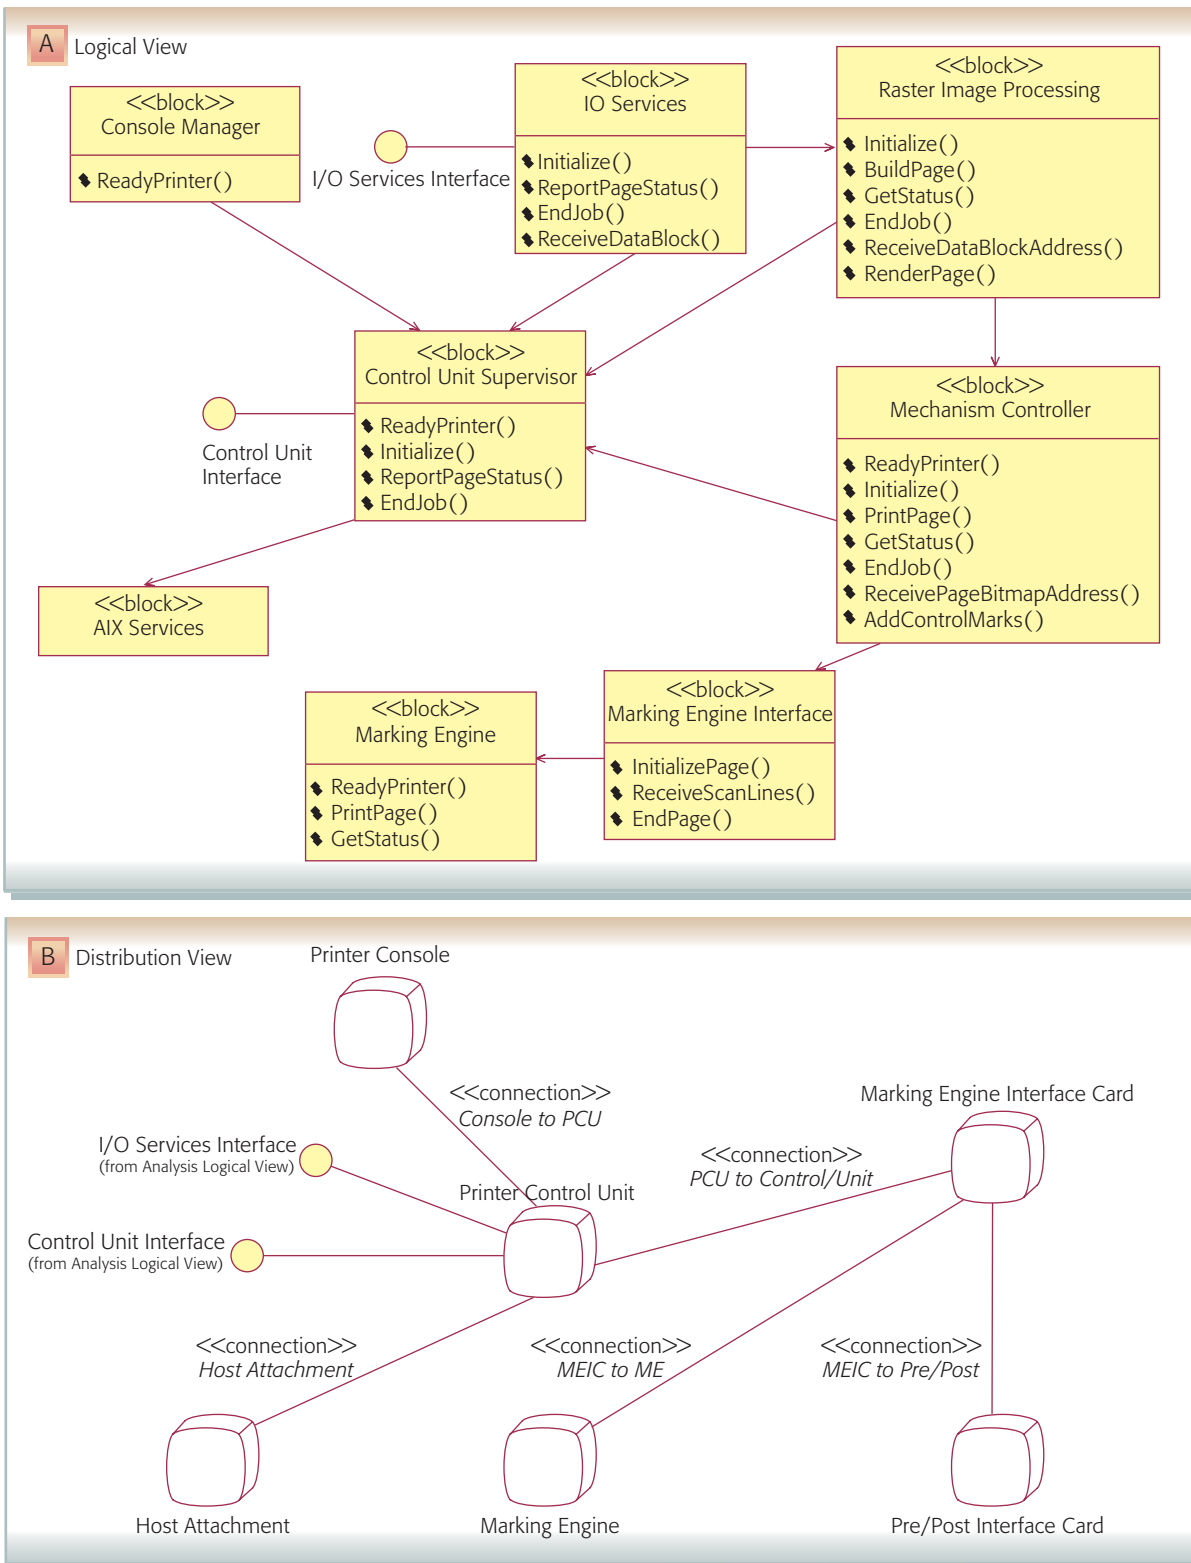 A Logical View
<<block>>
Console Manager
ReadyPrinter()
I/O Services Interface
<<block>>
IO Services
Initialize()
ReportPageStatus()
EndJob()
ReceiveDataBlock()
<<block>>
Raster Image Processing
Initialize()
BuildPage()
GetStatus()
EndJob()
ReceiveDataBlockAddress()
RenderPage()
<<block>>
Control Unit Supervisor
ReadyPrinter()
Initialize()
ReportPageStatus()
EndJob()
Control Unit
Interface
<<block>>
Mechanism Controller
ReadyPrinter()
Initialize()
PrintPage()
GetStatus()
EndJob()
ReceivePageBitmapAddress()
AddControlMarks()
<<block>>
AIX Services
<<block>>
Marking Engine
ReadyPrinter()
PrintPage()
GetStatus()
<<block>>
Marking Engine Interface
InitializePage()
ReceiveScanLines()
EndPage()
B Distribution View
Printer Console
<<connection>>
Console to PCU
Marking Engine Interface Card
I/O Services Interface
(from Analysis Logical View)
<<connection>>
PCU to Control/Unit
Printer Control Unit
Control Unit Interface
(from Analysis Logical View)
<<connection>>
Host Attachment
<<connection>>
MEIC to ME
<<connection>>
MEIC to Pre/Post
Host Attachment
Marking Engine
Pre/Post Interface Card